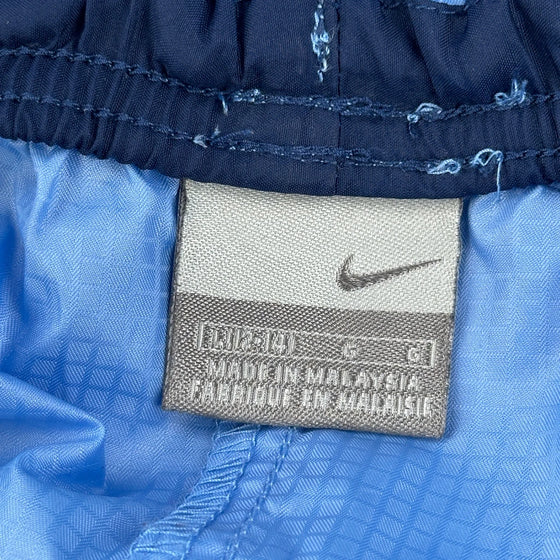 L(12-14) G G
MADE IN MALAYSIA
FABRIQUE EN MALAISIE